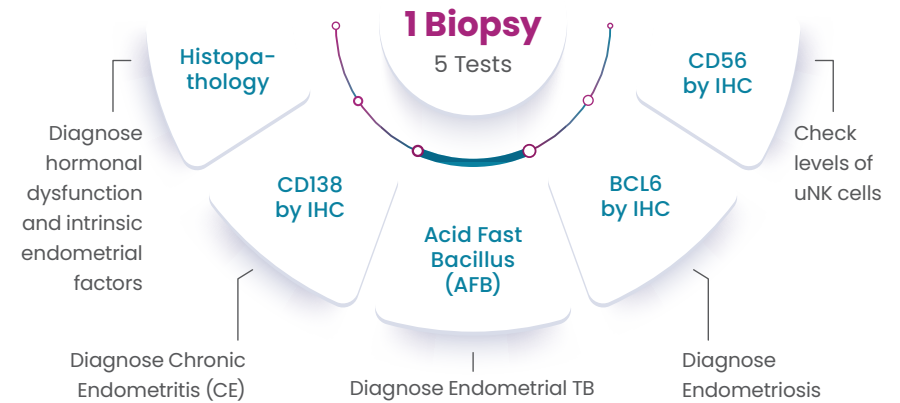 1 Biopsy
5 Tests
Histopa-
thology
Diagnose
hormonal
dysfunction
and intrinsic
endometrial
factors
CD138
by IHC
Diagnose Chronic
Endometritis (CE)
Acid Fast
Bacillus
(AFB)
Diagnose Endometrial TB
BCL6
by IHC
Diagnose
Endometriosis
CD56
by IHC
Check
levels of
uNK cells